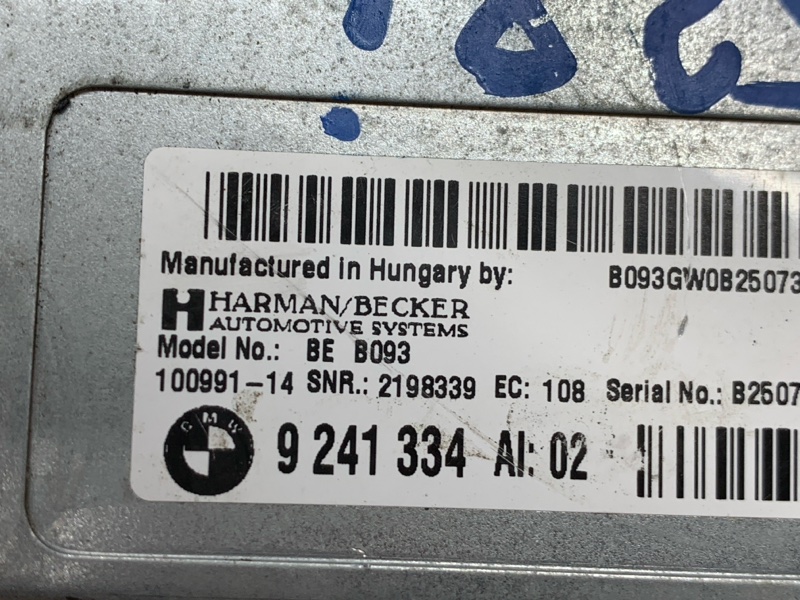 Manufactured in Hungary by: B093GW0B25073
HARMAN/BECKER
AUTOMOTIVE SYSTEMS
Model No.: BE B093
100991-14 SNR.: 2198339 EC: 108 Serial No.: B2507
BMW
9 241 334 AI: 02